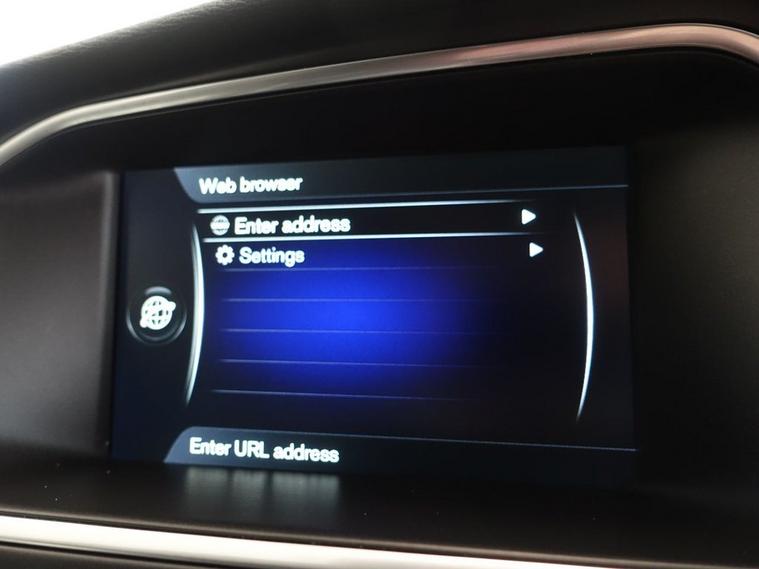 Web browser
Enter address
Settings
Enter URL address